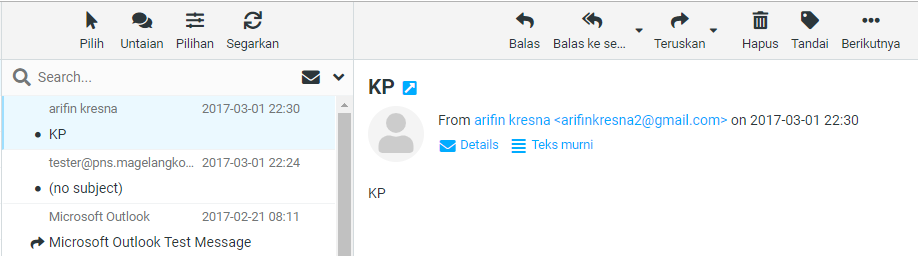 Pilih Untaian Pilihan Segarkan
Balas Balas ke se... Teruskan Hapus Tandai Berikutnya
Search...
arifin kresna 2017-03-01 22:30
• KP
tester@pns.magelangko... 2017-03-01 22:24
• (no subject)
Microsoft Outlook 2017-02-21 08:11
Microsoft Outlook Test Message
KP
From arifin kresna <arifinkresna2@gmail.com> on 2017-03-01 22:30
Details Teks murni
KP